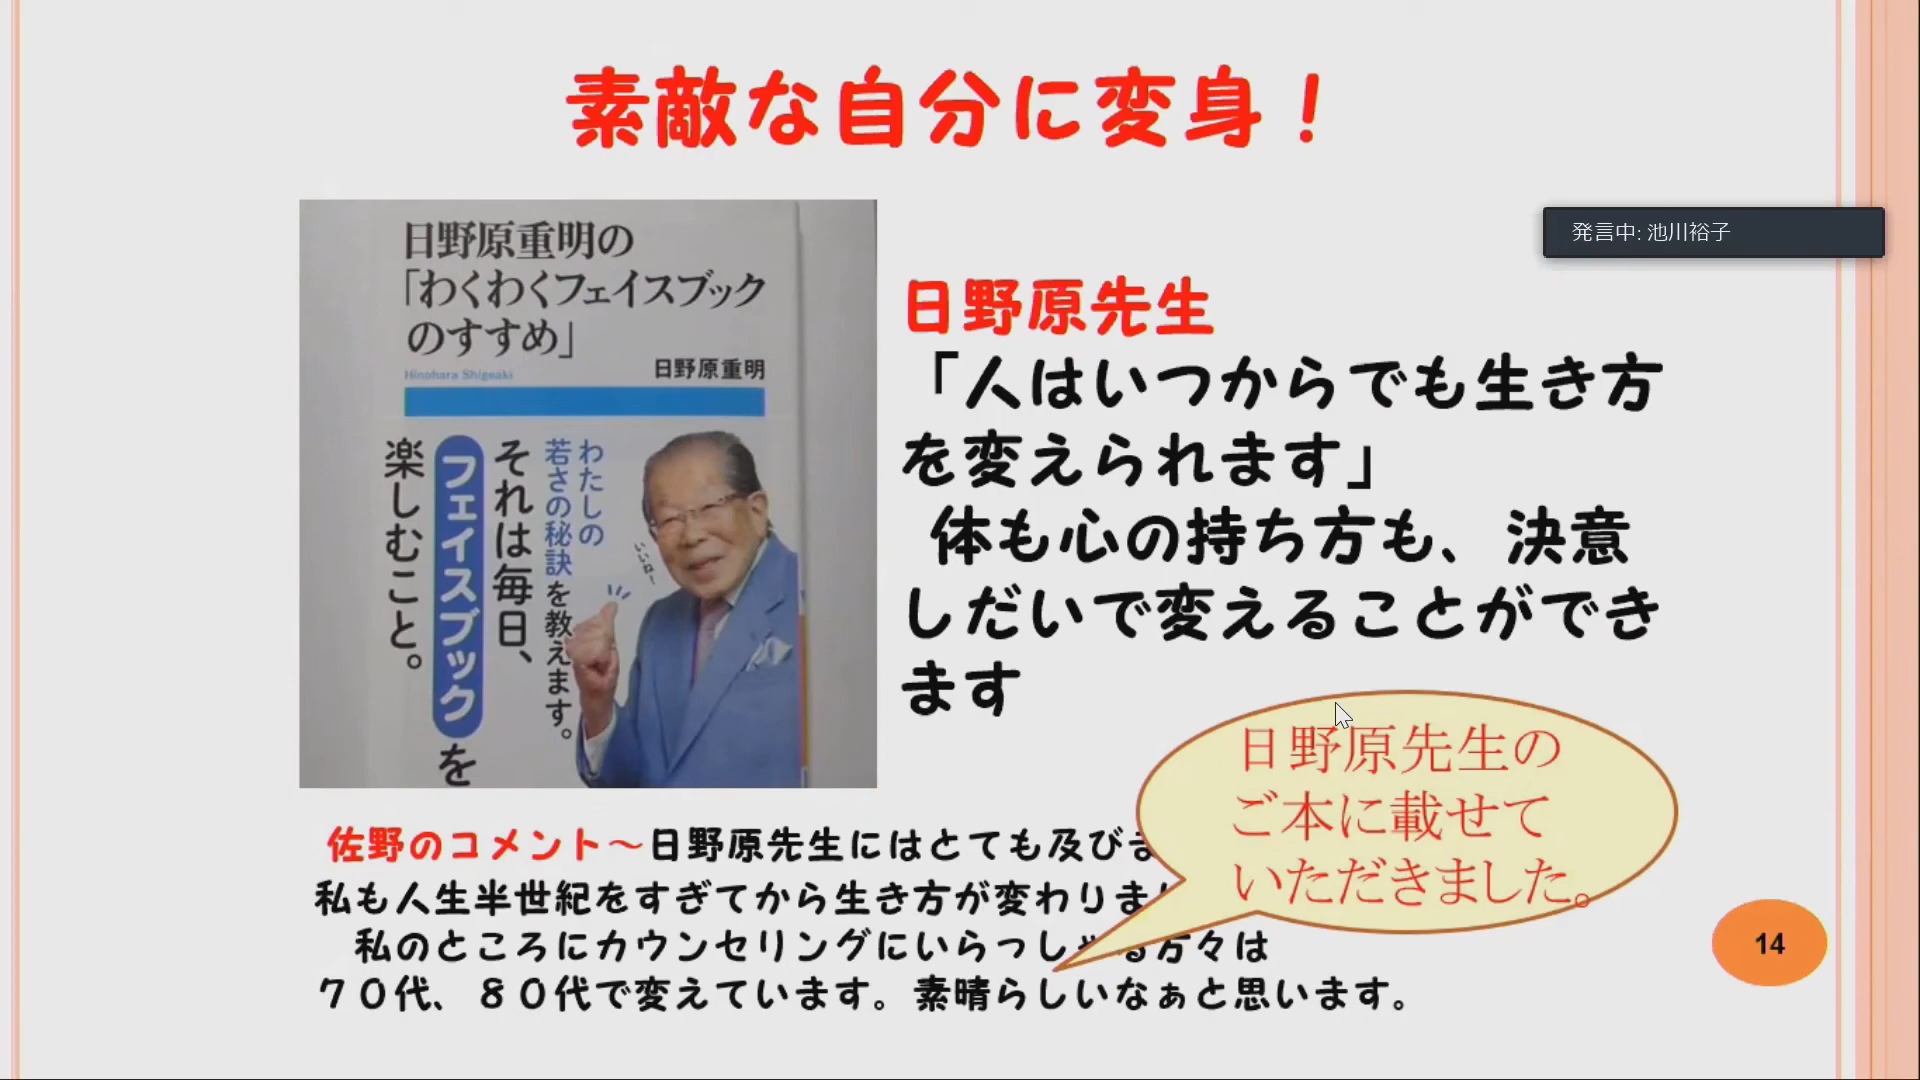 素敵な自分に変身！
発言中: 池川裕子
日野原重明の
「わくわくフェイスブック
のすすめ」
Hinohara Shigeaki
日野原重明
わたしの
若さの秘訣を教えます。
それは毎日、
フェイスブックを
楽しむこと。
いいね！
日野原先生
「人はいつからでも生き方
を変えられます」
体も心の持ち方も、決意
しだいで変えることができ
ます
日野原先生の
ご本に載せて
いただきました。
佐野のコメント～日野原先生にはとても及びま
私も人生半世紀をすぎてから生き方が変わりまし
私のところにカウンセリングにいらっしゃる方々は
７０代、８０代で変えています。素晴らしいなぁと思います。
14